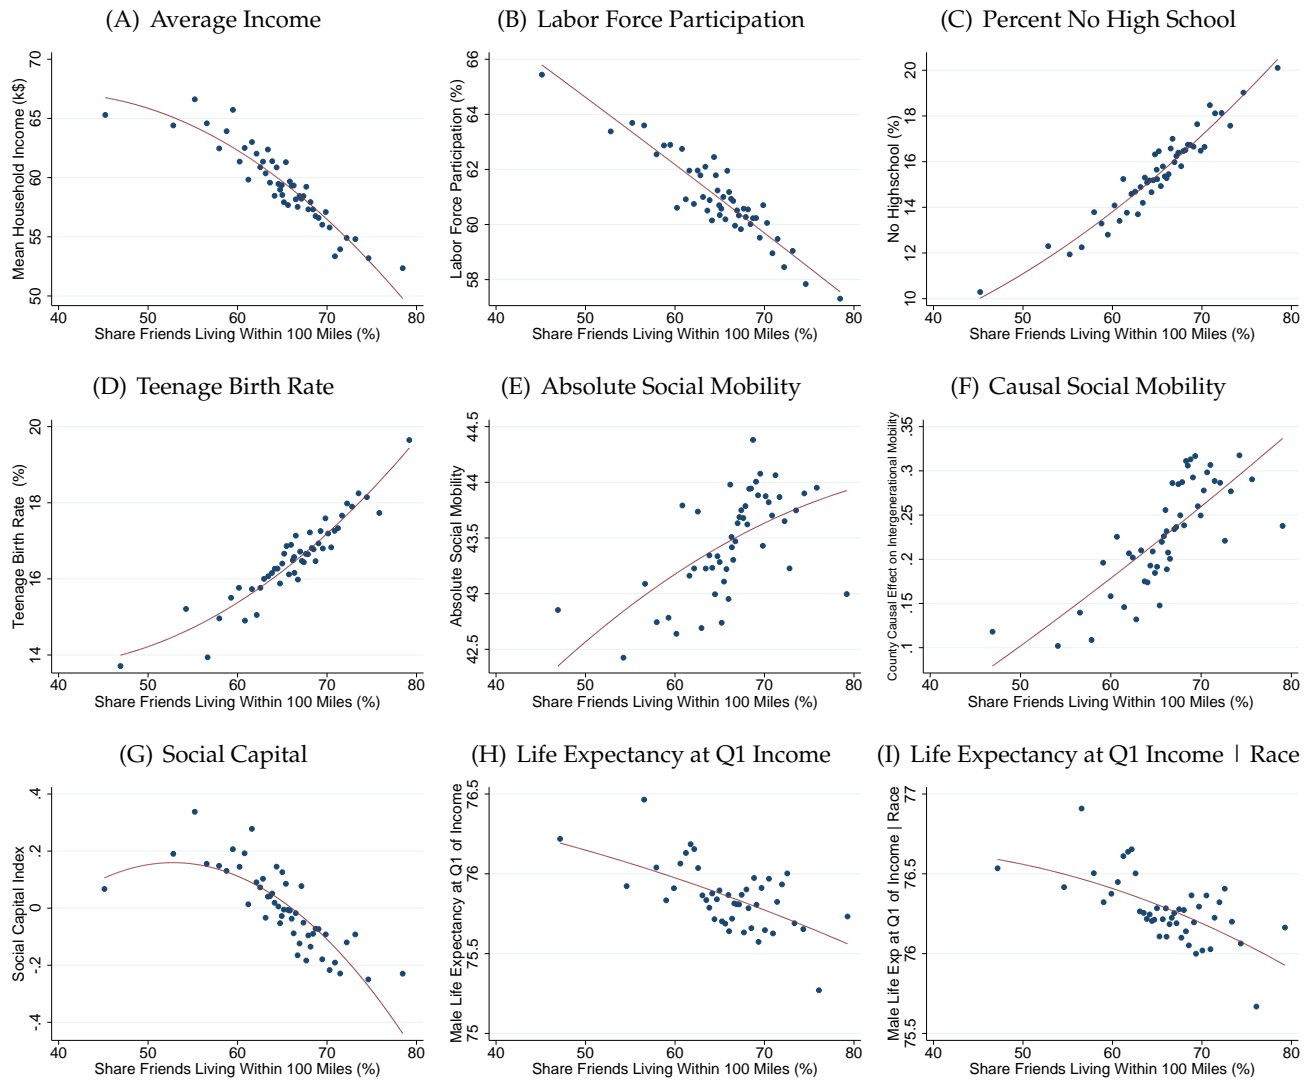 (A) Average Income
(B) Labor Force Participation
(C) Percent No High School
Mean Household Income (k$)
70
65
60
55
50
40 50 60 70 80
Share Friends Living Within 100 Miles (%)
Labor Force Participation (%)
66
64
62
60
58
40 50 60 70 80
Share Friends Living Within 100 Miles (%)
No Highschool (%)
20
18
16
14
12
10
40 50 60 70 80
Share Friends Living Within 100 Miles (%)
(D) Teenage Birth Rate
(E) Absolute Social Mobility
(F) Causal Social Mobility
Teenage Birth Rate (%)
20
18
16
14
40 50 60 70 80
Share Friends Living Within 100 Miles (%)
Absolute Social Mobility
44.5
44
43.5
43
42.5
40 50 60 70 80
Share Friends Living Within 100 Miles (%)
County Causal Effect on Intergenerational Mobility
.35
.3
.25
.2
.15
.1
40 50 60 70 80
Share Friends Living Within 100 Miles (%)
(G) Social Capital
(H) Life Expectancy at Q1 Income
(I) Life Expectancy at Q1 Income | Race
Social Capital Index
.4
.2
0
-.2
-.4
40 50 60 70 80
Share Friends Living Within 100 Miles (%)
Male Life Expectancy at Q1 of Income
76.5
76
75.5
75
40 50 60 70 80
Share Friends Living Within 100 Miles (%)
Male Life Exp at Q1 of Income | Race
77
76.5
76
75.5
40 50 60 70 80
Share Friends Living Within 100 Miles (%)